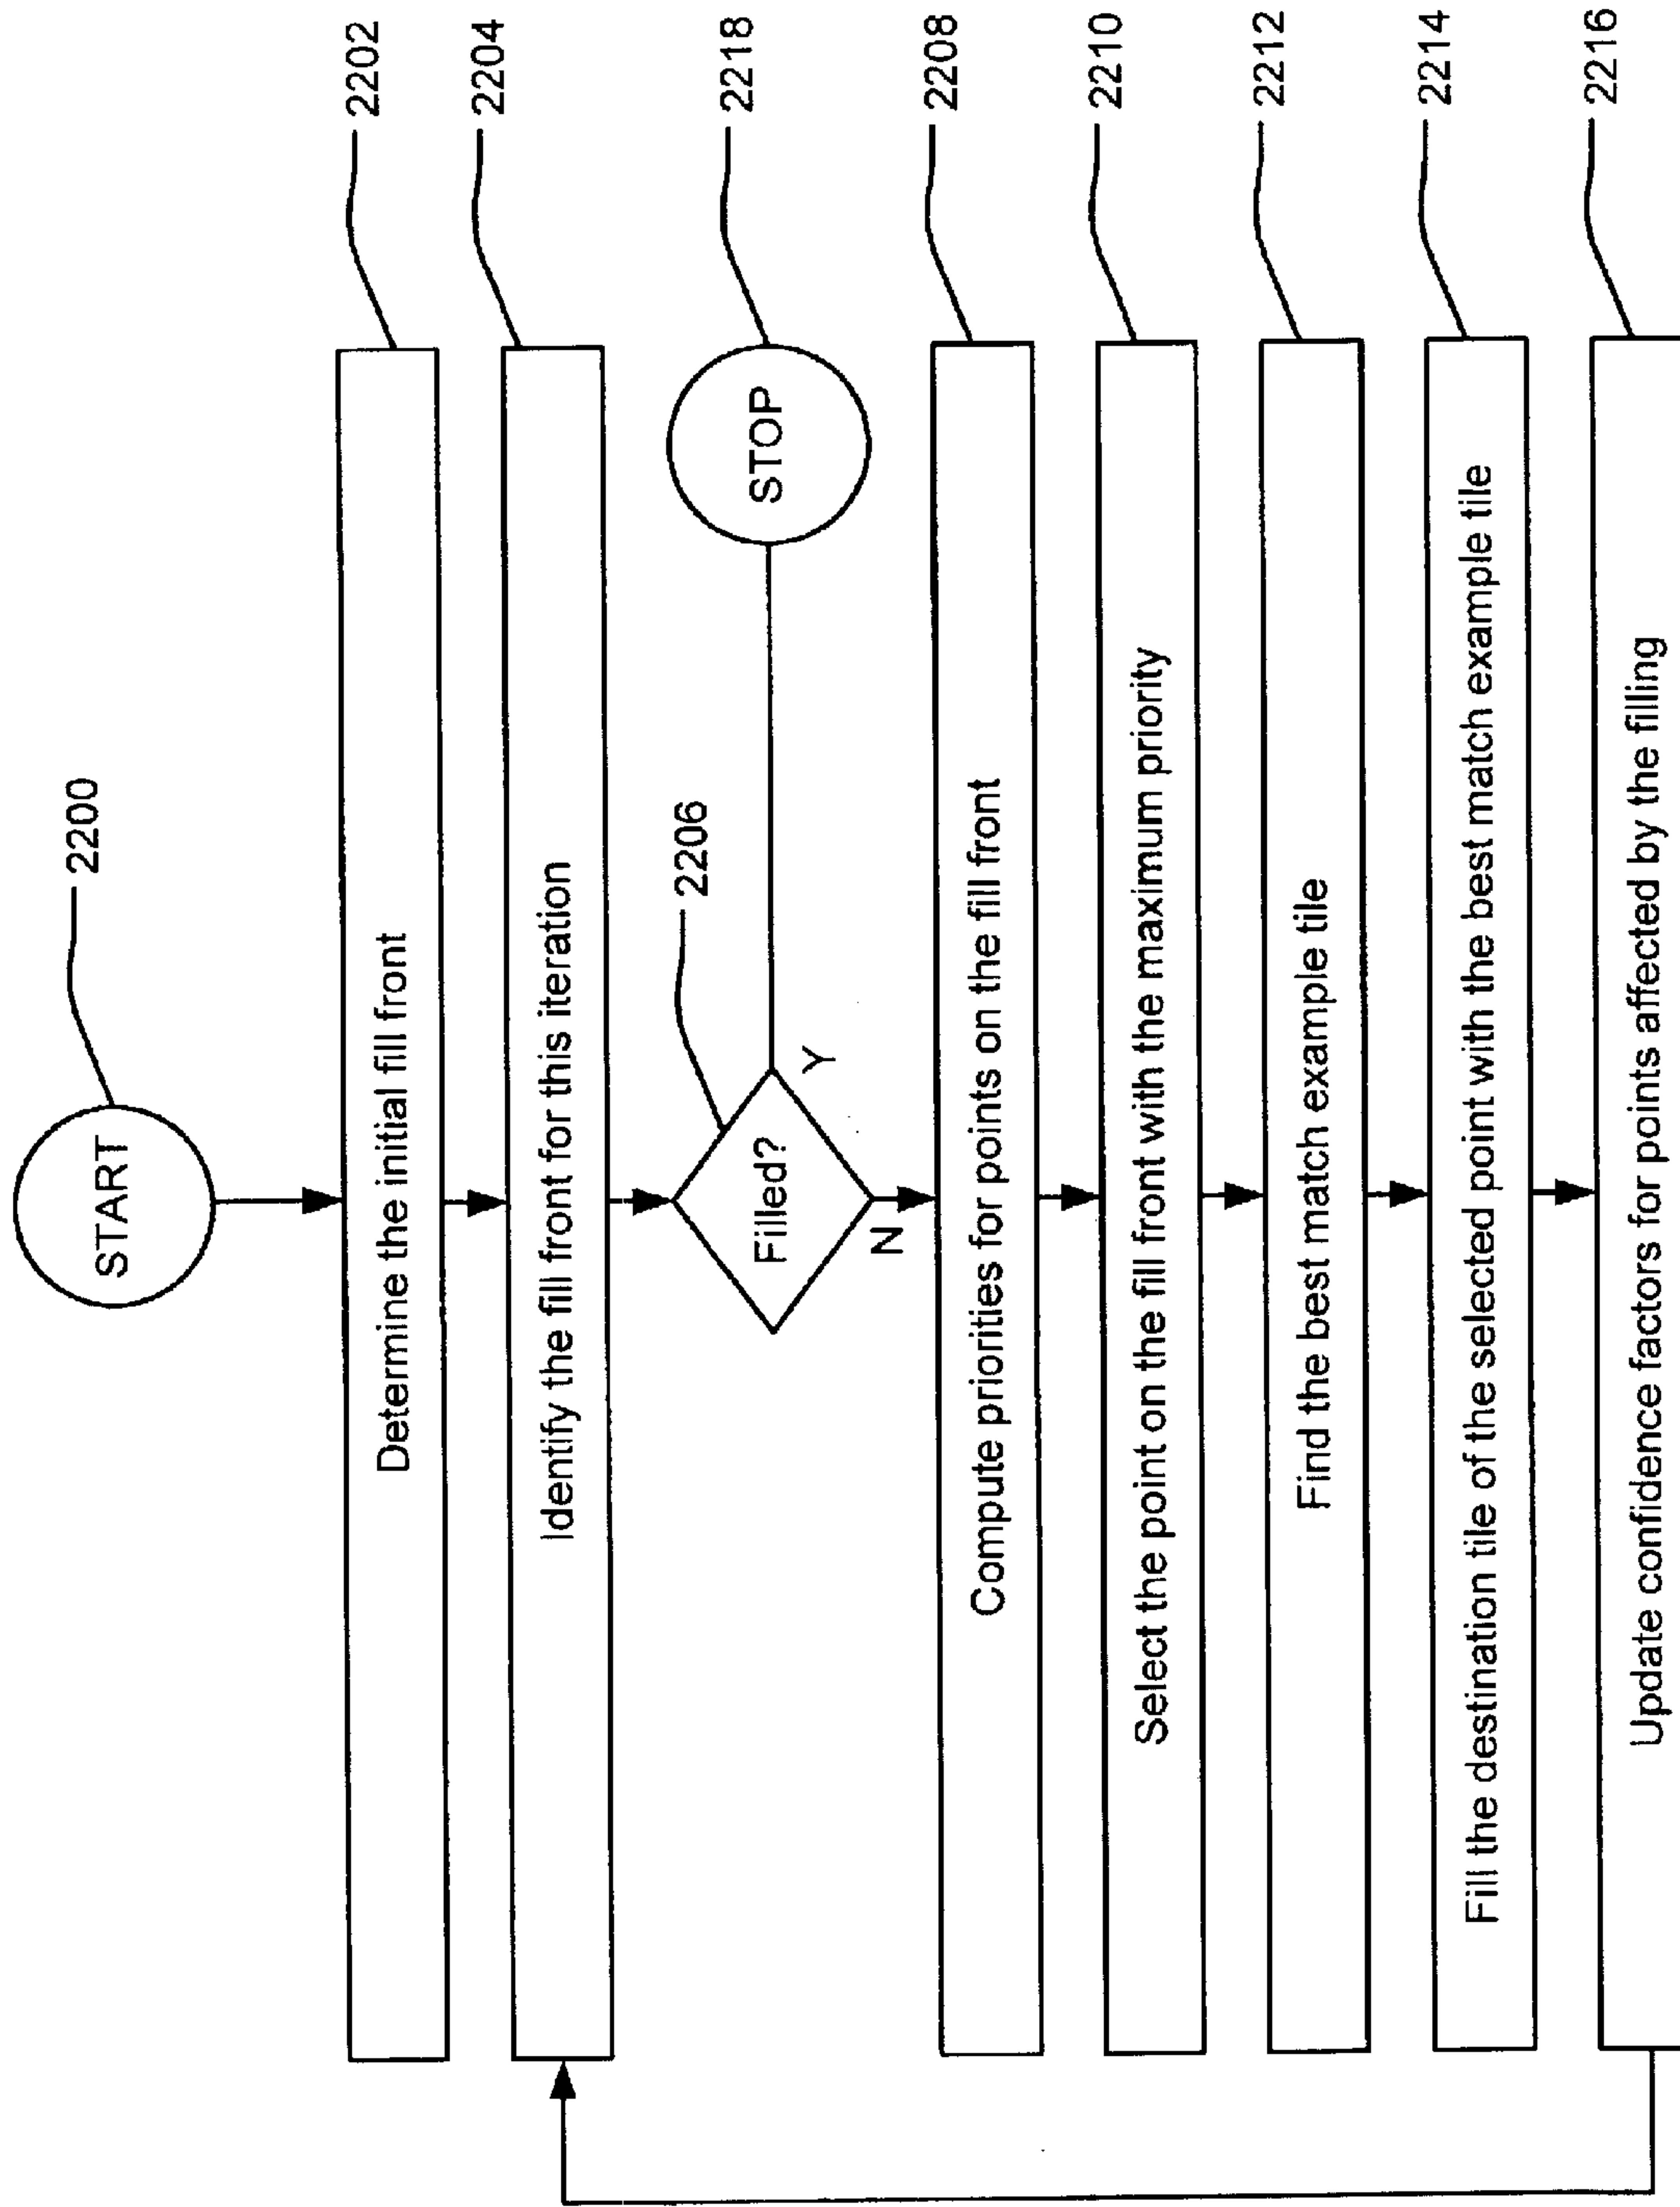 START
2200
Determine the initial fill front
2202
Identify the fill front for this iteration
2204
Filled?
2206
Y
STOP
2218
N
Compute priorities for points on the fill front
2208
Select the point on the fill front with the maximum priority
2210
Find the best match example tile
2212
Fill the destination tile of the selected point with the best match example tile
2214
Update confidence factors for points affected by the filling
2216